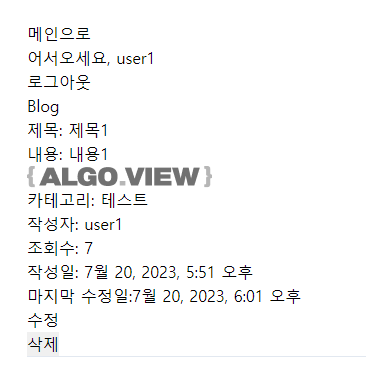 메인으로
어서오세요, user1
로그아웃
Blog
제목: 제목1
내용: 내용1
{ ALGO.VIEW }
카테고리: 테스트
작성자: user1
조회수: 7
작성일: 7월 20, 2023, 5:51 오후
마지막 수정일:7월 20, 2023, 6:01 오후
수정
삭제